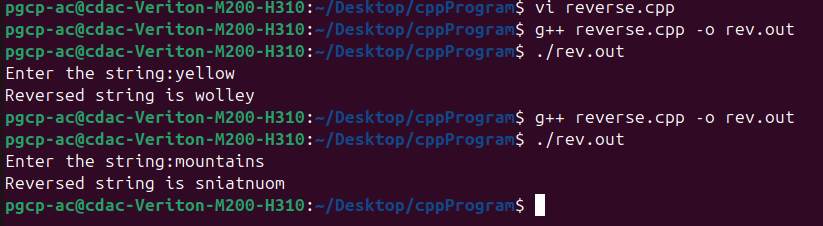 pgcp-ac@cdac-Veriton-M200-H310:~/Desktop/cppProgram$ vi reverse.cpp
pgcp-ac@cdac-Veriton-M200-H310:~/Desktop/cppProgram$ g++ reverse.cpp -o rev.out
pgcp-ac@cdac-Veriton-M200-H310:~/Desktop/cppProgram$ ./rev.out
Enter the string:yellow
Reversed string is wolley
pgcp-ac@cdac-Veriton-M200-H310:~/Desktop/cppProgram$ g++ reverse.cpp -o rev.out
pgcp-ac@cdac-Veriton-M200-H310:~/Desktop/cppProgram$ ./rev.out
Enter the string:mountains
Reversed string is sniatnuom
pgcp-ac@cdac-Veriton-M200-H310:~/Desktop/cppProgram$